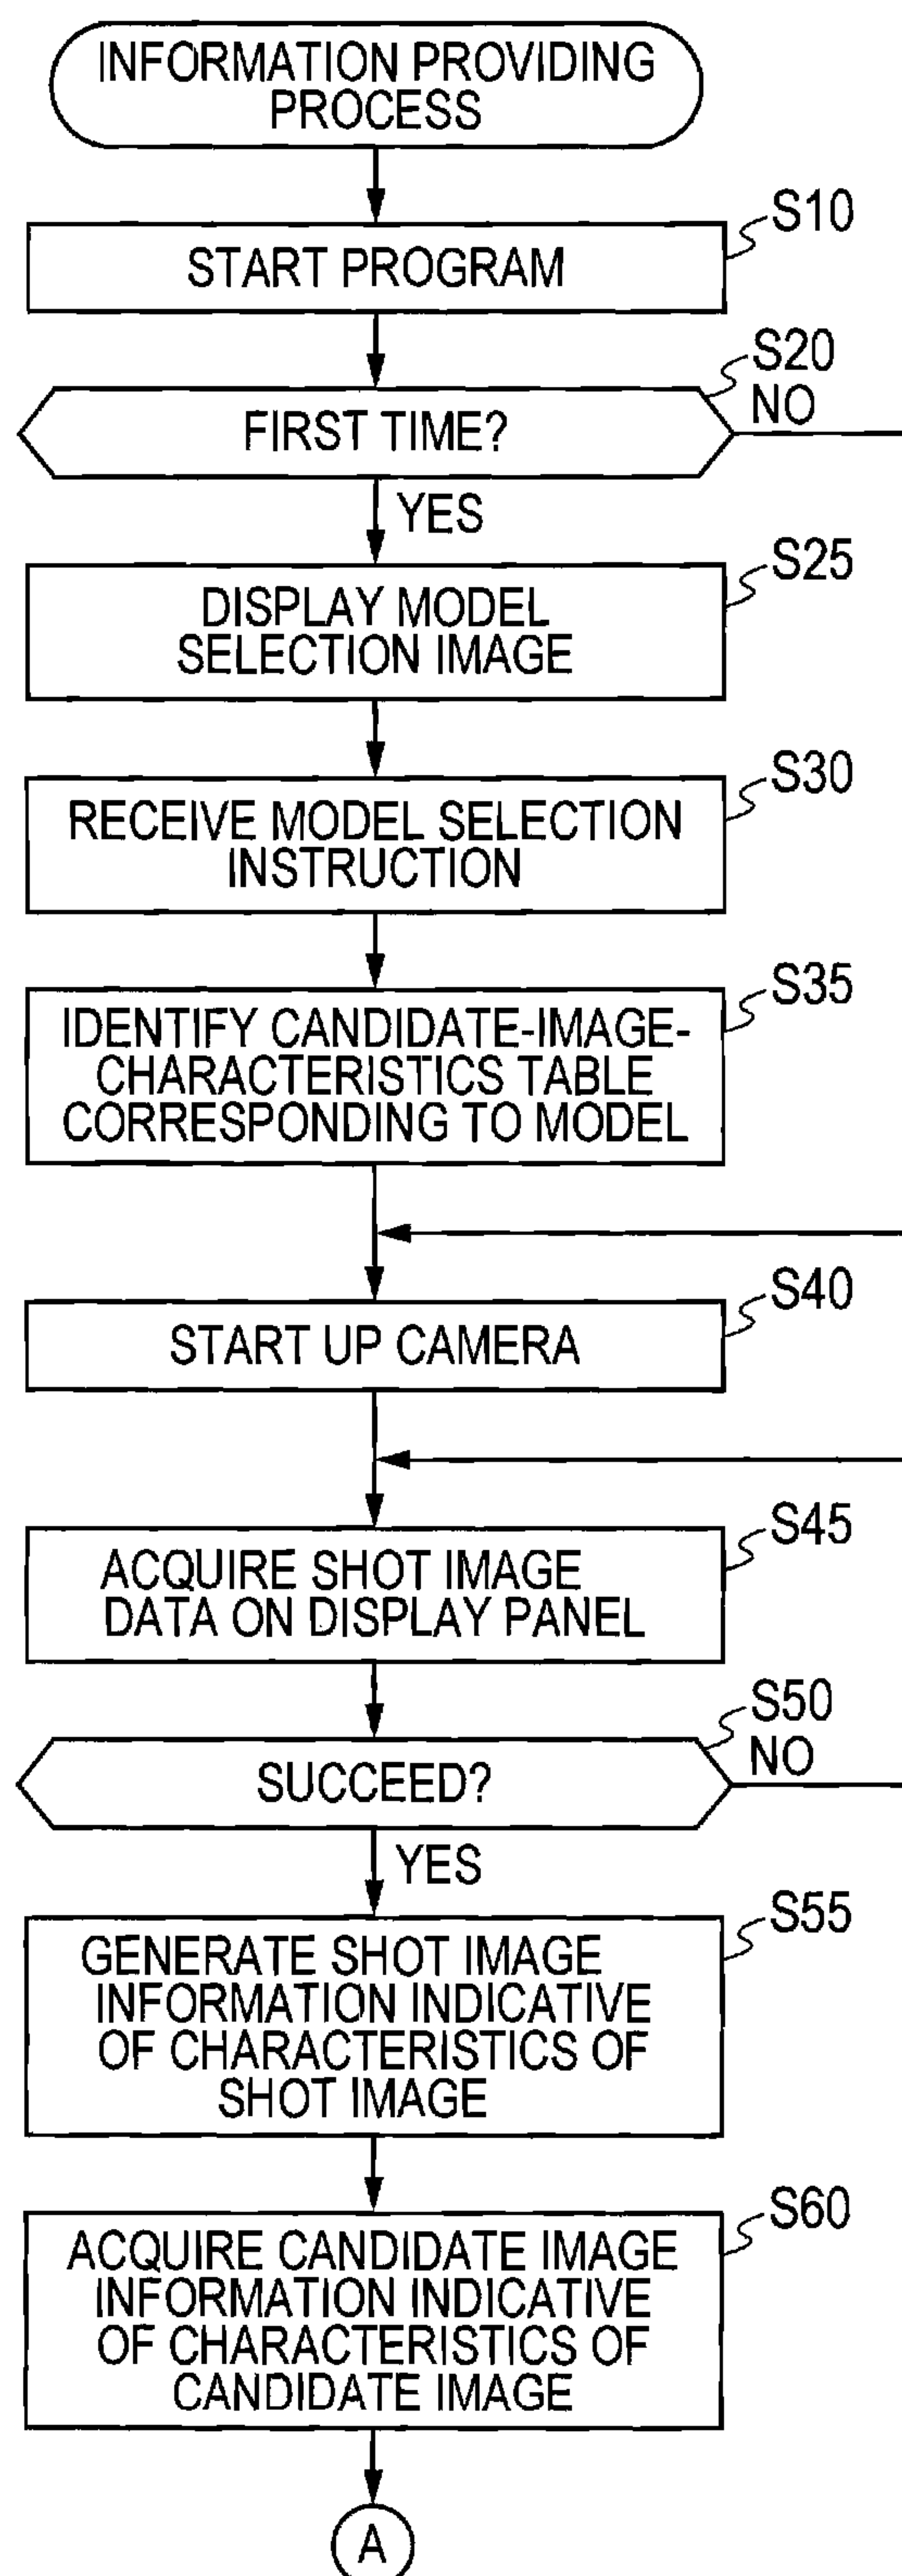 INFORMATION PROVIDING
PROCESS
S10
START PROGRAM
S20
NO
FIRST TIME?
YES
S25
DISPLAY MODEL
SELECTION IMAGE
S30
RECEIVE MODEL SELECTION
INSTRUCTION
S35
IDENTIFY CANDIDATE-IMAGE-
CHARACTERISTICS TABLE
CORRESPONDING TO MODEL
S40
START UP CAMERA
S45
ACQUIRE SHOT IMAGE
DATA ON DISPLAY PANEL
S50
NO
SUCCEED?
YES
S55
GENERATE SHOT IMAGE
INFORMATION INDICATIVE
OF CHARACTERISTICS OF
SHOT IMAGE
S60
ACQUIRE CANDIDATE IMAGE
INFORMATION INDICATIVE
OF CHARACTERISTICS OF
CANDIDATE IMAGE
A